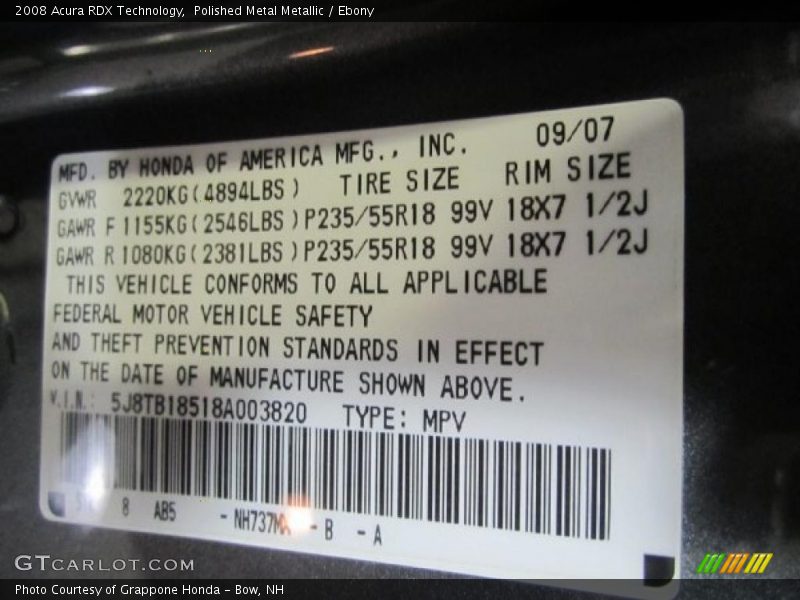 2008 Acura RDX Technology,  Polished Metal Metallic / Ebony
MFD. BY HONDA OF AMERICA MFG., INC. 09/07
GVWR 2220KG(4894LBS) TIRE SIZE RIM SIZE
GAWR F 1155KG(2546LBS)P235/55R18 99V 18X7 1/2J
GAWR R 1080KG(2381LBS)P235/55R18 99V 18X7 1/2J
THIS VEHICLE CONFORMS TO ALL APPLICABLE
FEDERAL MOTOR VEHICLE SAFETY
AND THEFT PREVENTION STANDARDS IN EFFECT
ON THE DATE OF MANUFACTURE SHOWN ABOVE.
V.I.N.: 5J8TB18518A003820 TYPE: MPV
8 AB5 - NH737M - B - A
GTCARLOT.COM
Photo Courtesy of Grappone Honda – Bow, NH